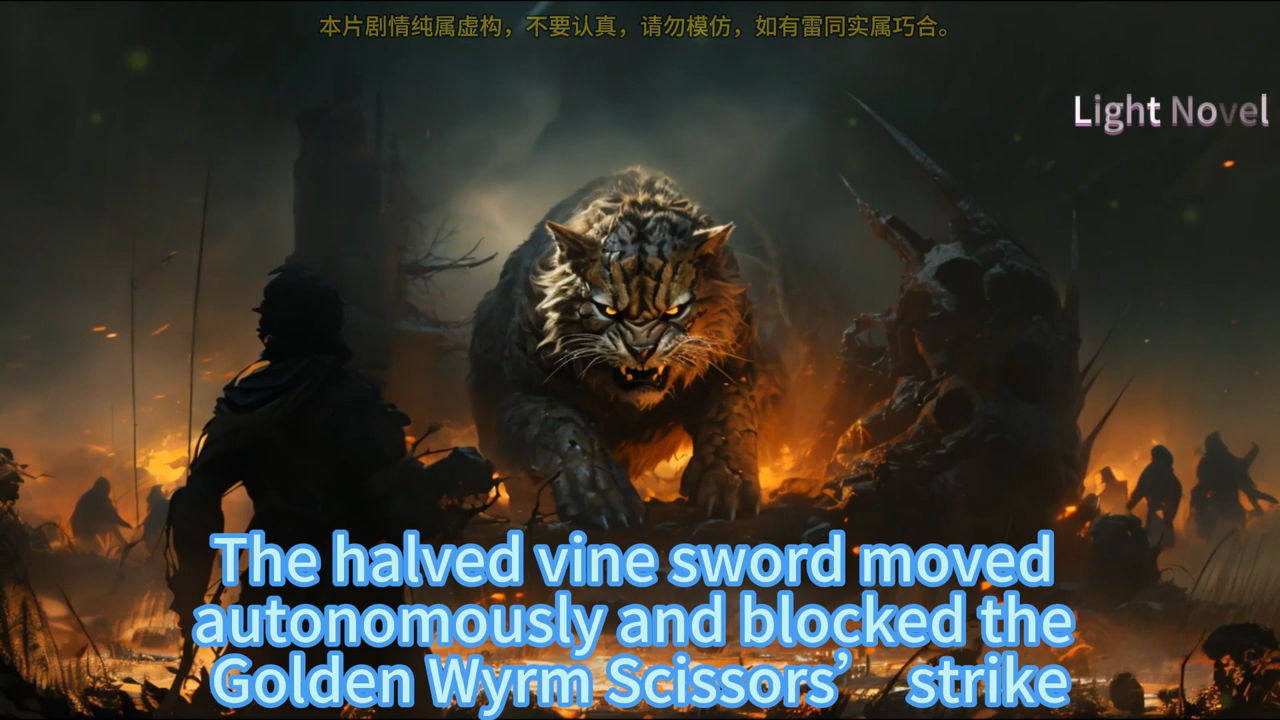 本片剧情纯属虚构，不要认真，请勿模仿，如有雷同实属巧合。
Light Novel
The halved vine sword moved
autonomously and blocked the
Golden Wyrm Scissors’ strike